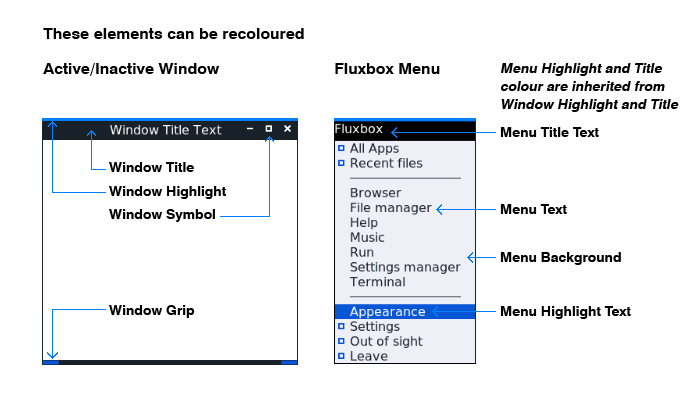 These elements can be recoloured
Active/Inactive Window
Fluxbox Menu
Menu Highlight and Title
colour are inherited from
Window Highlight and Title
Window Title Text
Window Title
Window Highlight
Window Symbol
Window Grip
Fluxbox
All Apps
Recent files
Browser
File manager
Help
Music
Run
Settings manager
Terminal
Appearance
Settings
Out of sight
Leave
Menu Title Text
Menu Text
Menu Background
Menu Highlight Text